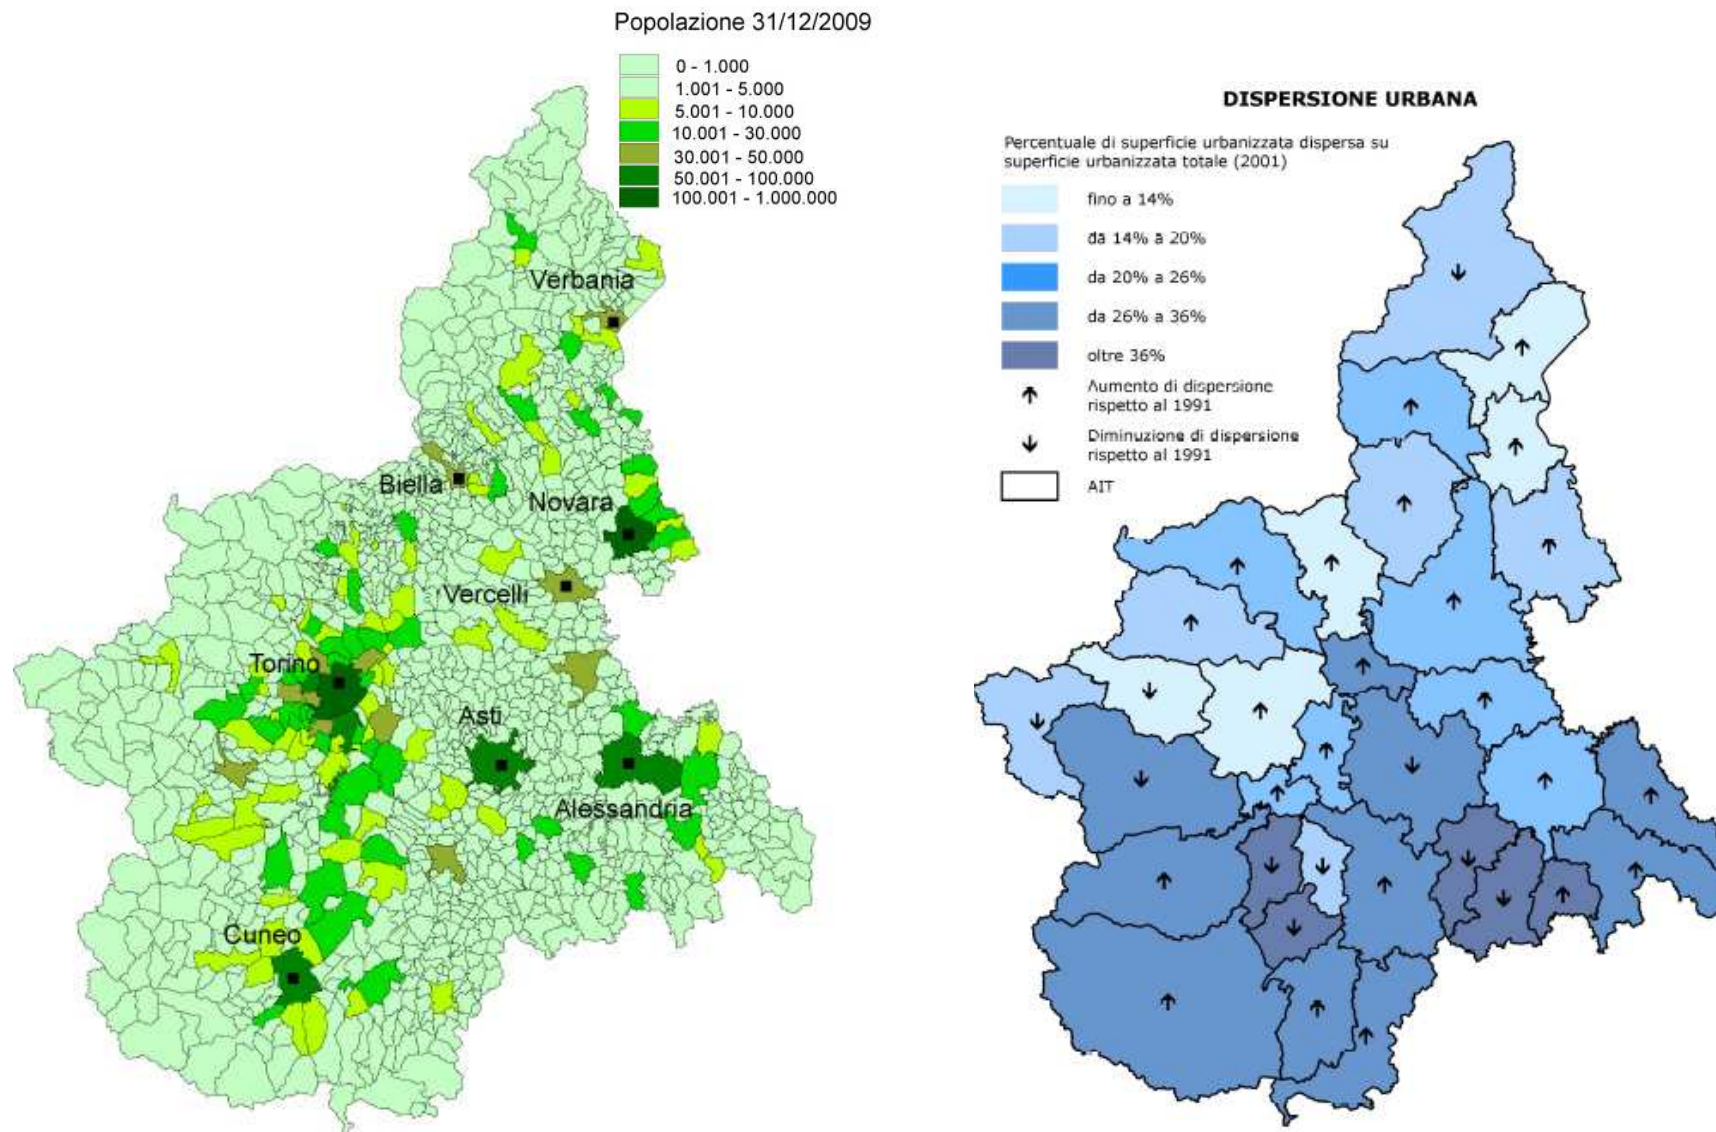 Popolazione 31/12/2009
0 - 1.000
1.001 - 5.000
5.001 - 10.000
10.001 - 30.000
30.001 - 50.000
50.001 - 100.000
100.001 - 1.000.000
Verbania
Biella
Novara
Vercelli
Torino
Asti
Alessandria
Cuneo
DISPERSIONE URBANA
Percentuale di superficie urbanizzata dispersa su
superficie urbanizzata totale (2001)
fino a 14%
da 14% a 20%
da 20% a 26%
da 26% a 36%
oltre 36%
Aumento di dispersione
rispetto al 1991
Diminuzione di dispersione
rispetto al 1991
AIT